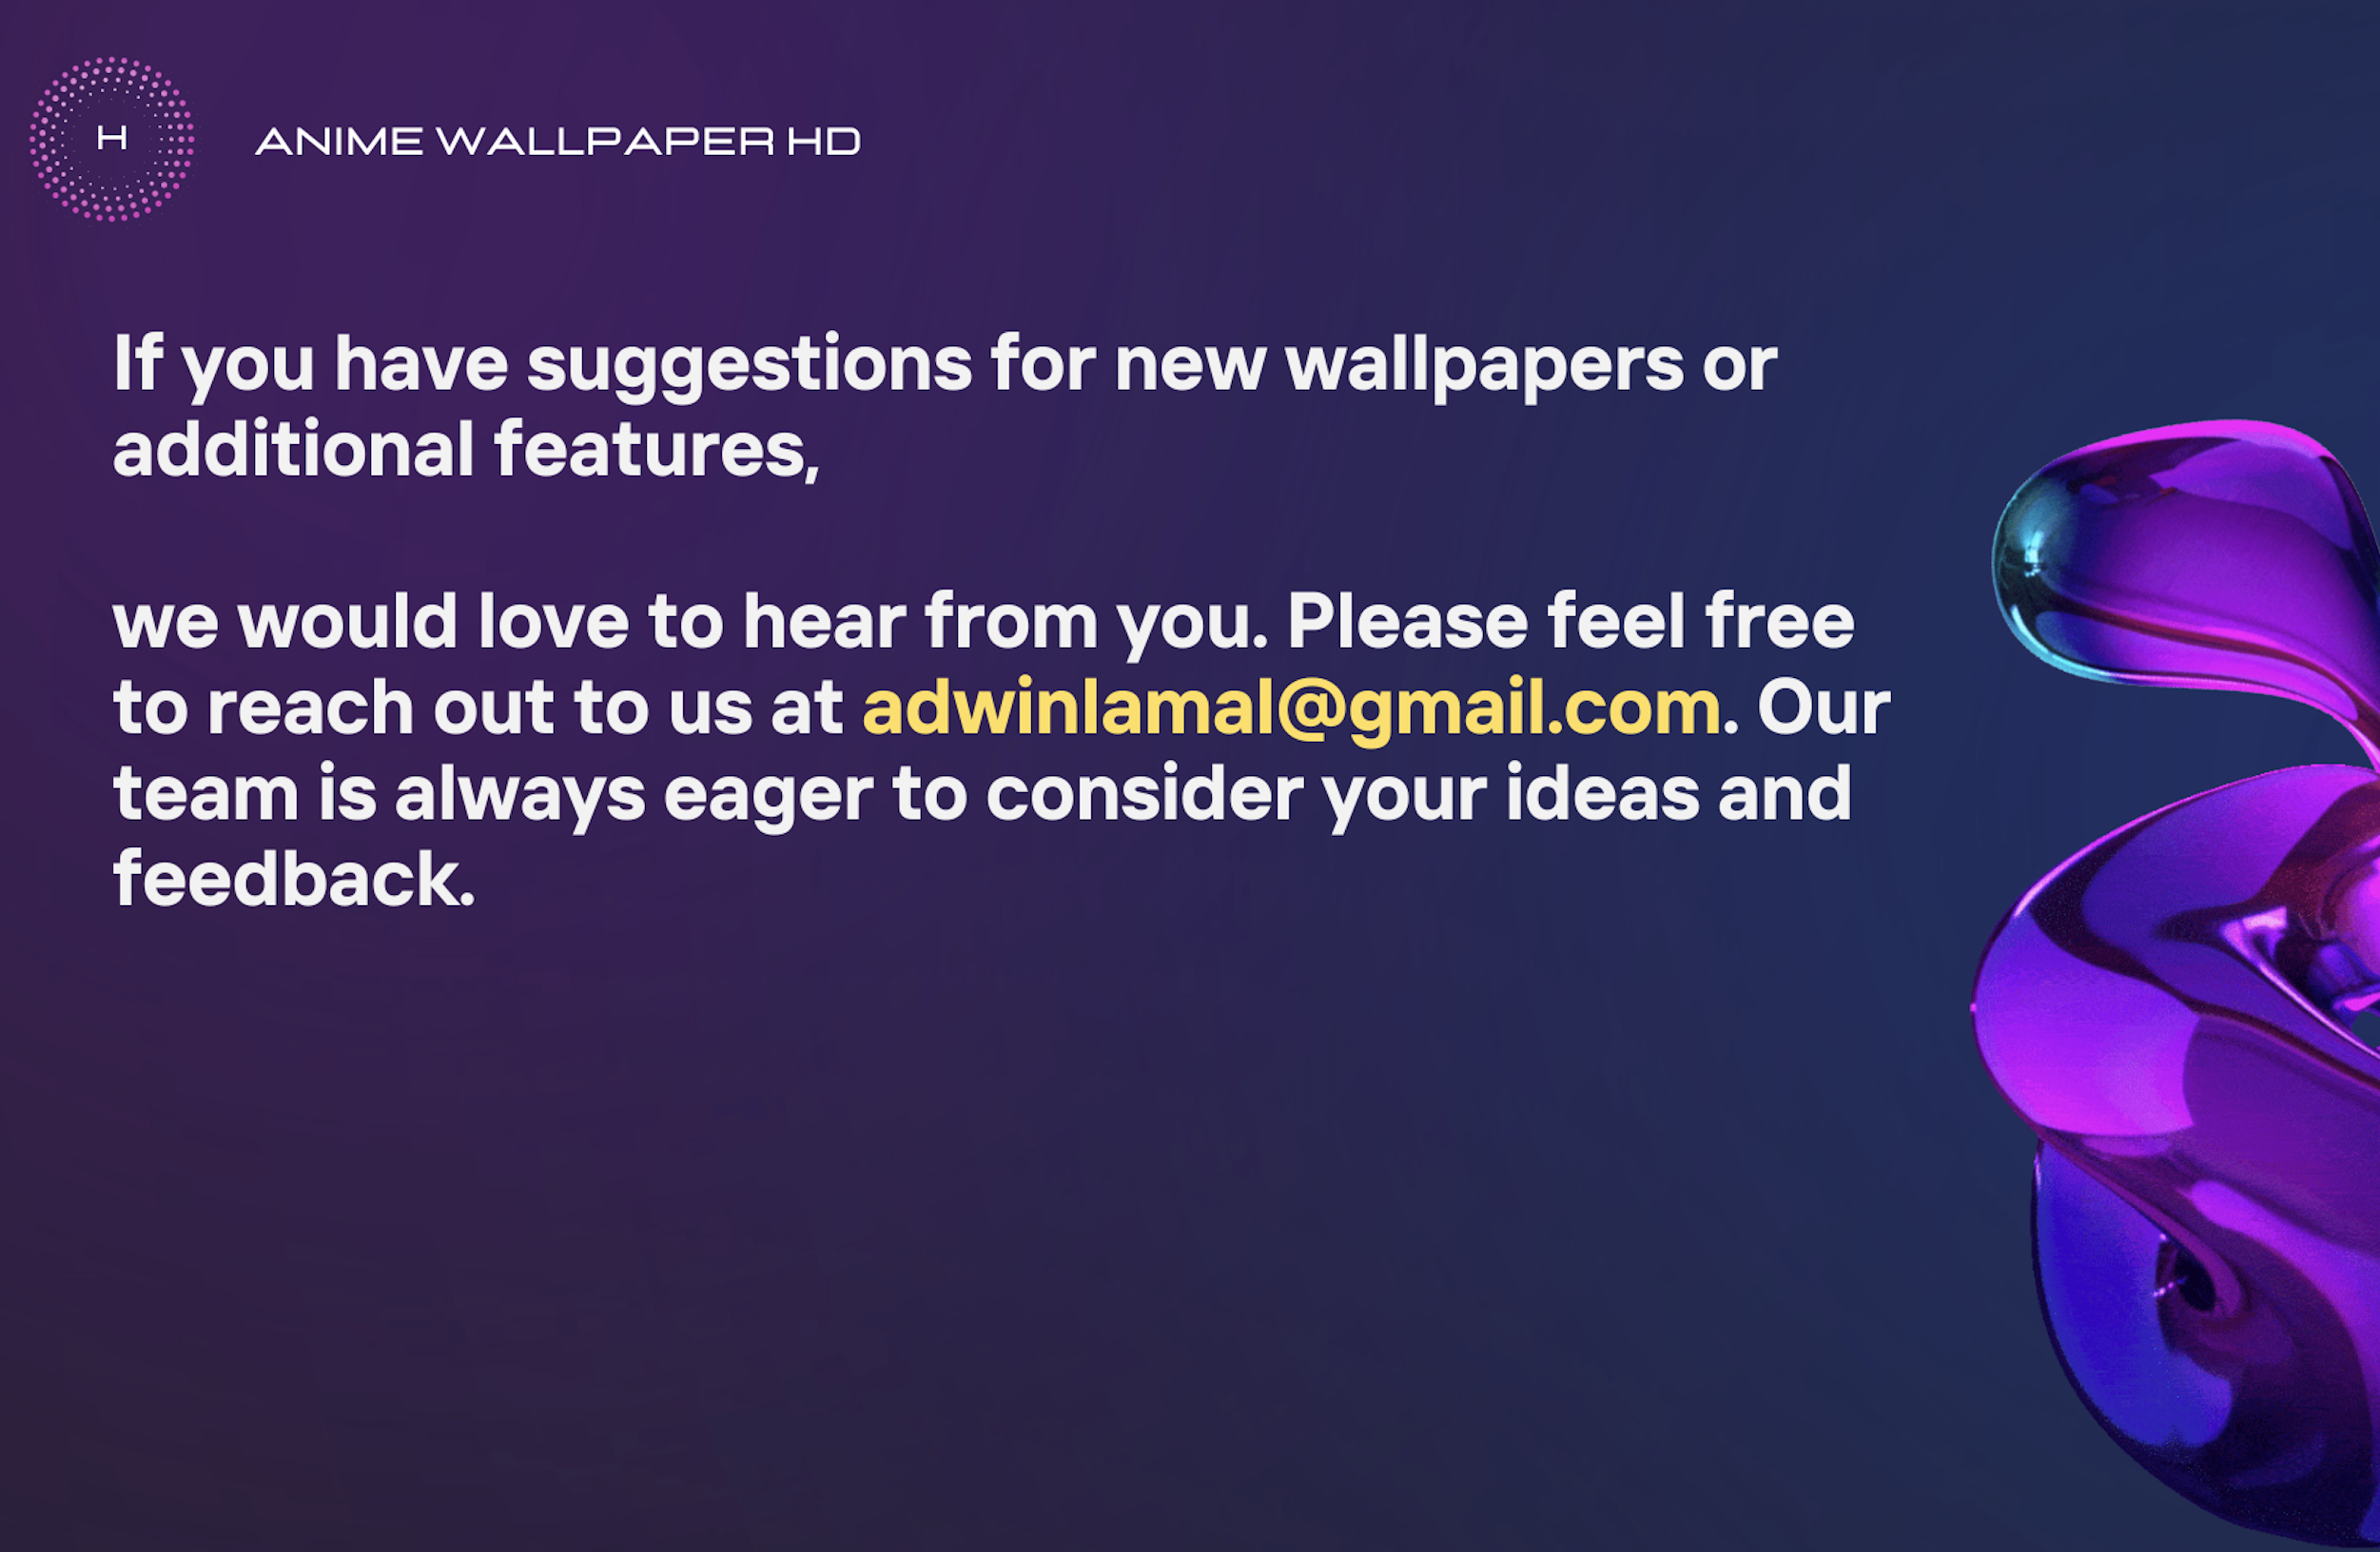 H
ANIME WALLPAPER HD
If you have suggestions for new wallpapers or
additional features,
we would love to hear from you. Please feel free
to reach out to us at adwinlamal@gmail.com. Our
team is always eager to consider your ideas and
feedback.